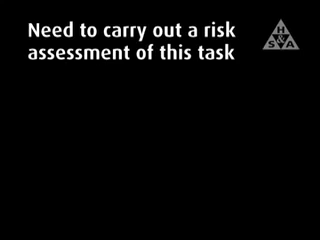 Need to carry out a risk
assessment of this task
H
S & A